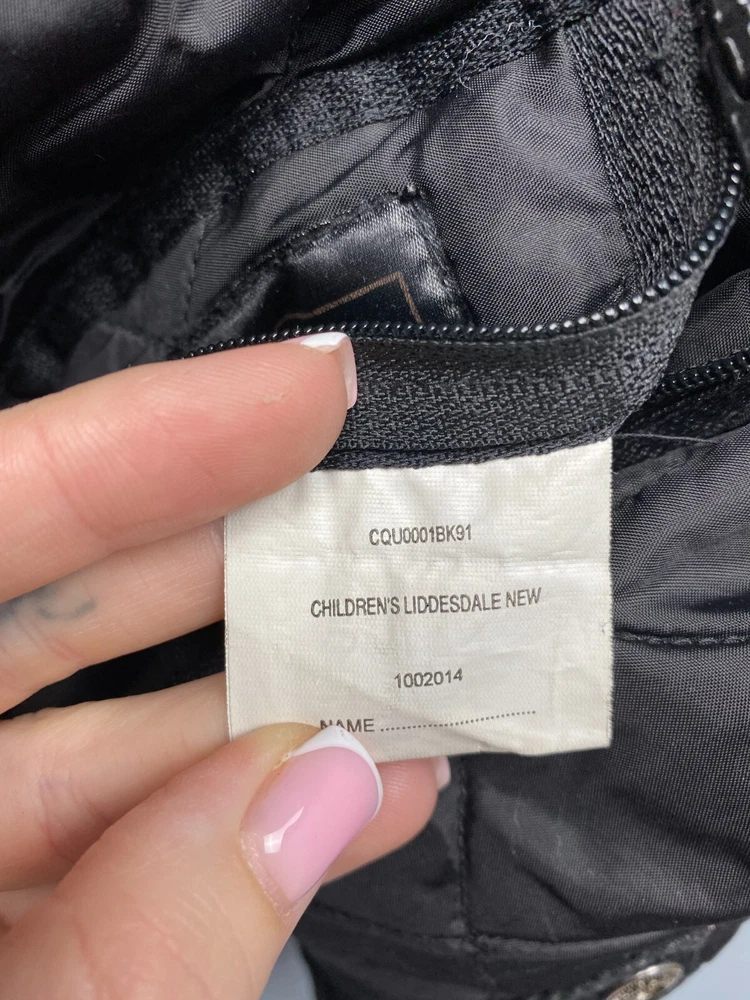 CQU0001BK91
CHILDREN'S LIDDESDALE NEW
1002014
NAME ........................................